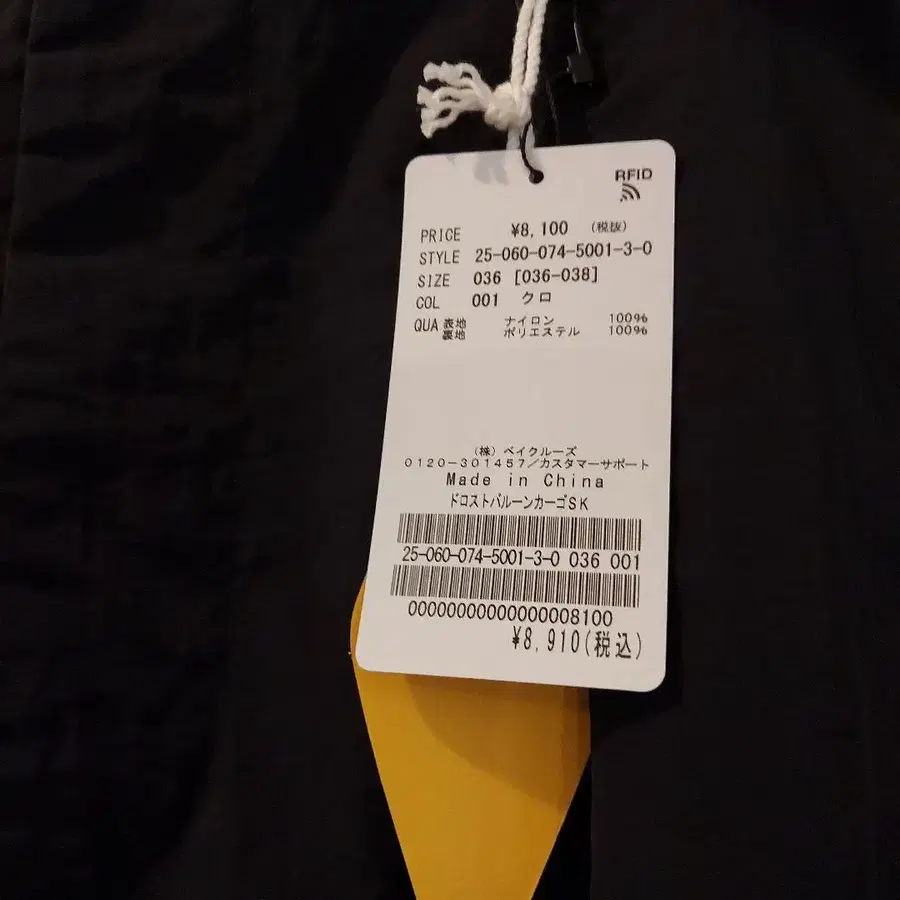 RFID
PRICE ¥8,100 (税抜)
STYLE 25-060-074-5001-3-0
SIZE 036 [036-038]
COL 001 クロ
QUA 表地 ナイロン 100%
裏地 ポリエステル 100%
(株) ベイクルーズ
0120-301457/カスタマーサポート
Made in China
ドロストバルーンカーゴSK
25-060-074-5001-3-0 036 001
00000000000000008100
¥8,910(税込)